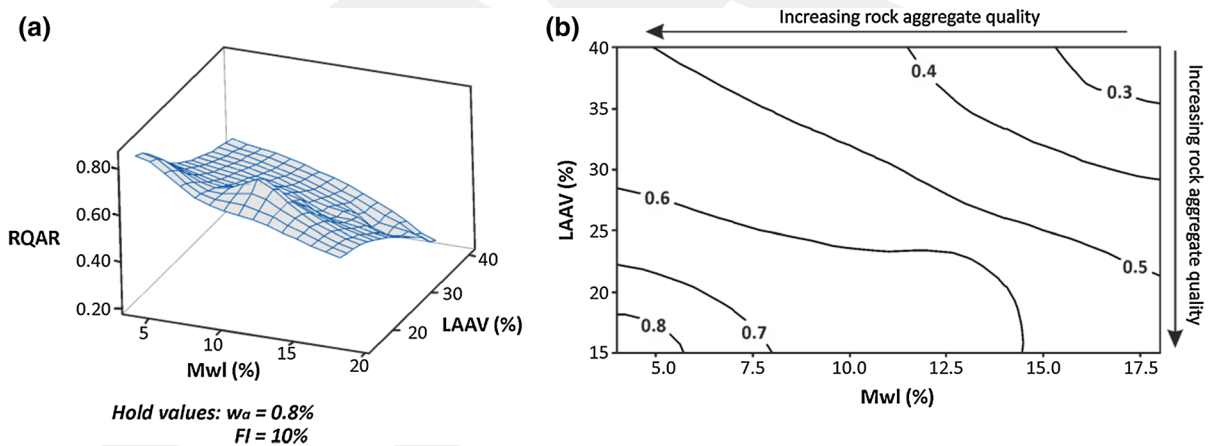 (a)
0.80
0.60
RQAR
0.40
0.20
5
10
15
20
Mwl (%)
20
30
40
LAAV (%)
Hold values: wa = 0.8%
FI = 10%
(b)
Increasing rock aggregate quality
40
35
30
25
20
15
LAAV (%)
0.4
0.3
0.6
0.5
0.8
0.7
5.0
7.5
10.0
12.5
15.0
17.5
Mwl (%)
Increasing rock aggregate quality